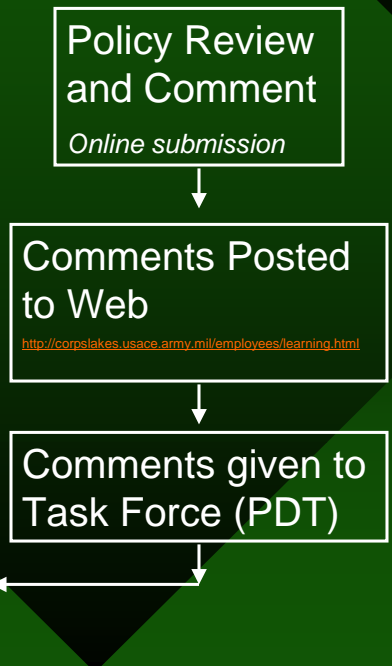 Policy Review
and Comment
Online submission
Comments Posted
to Web
http://corpslakes.usace.army.mil/employees/learning.html
Comments given to
Task Force (PDT)